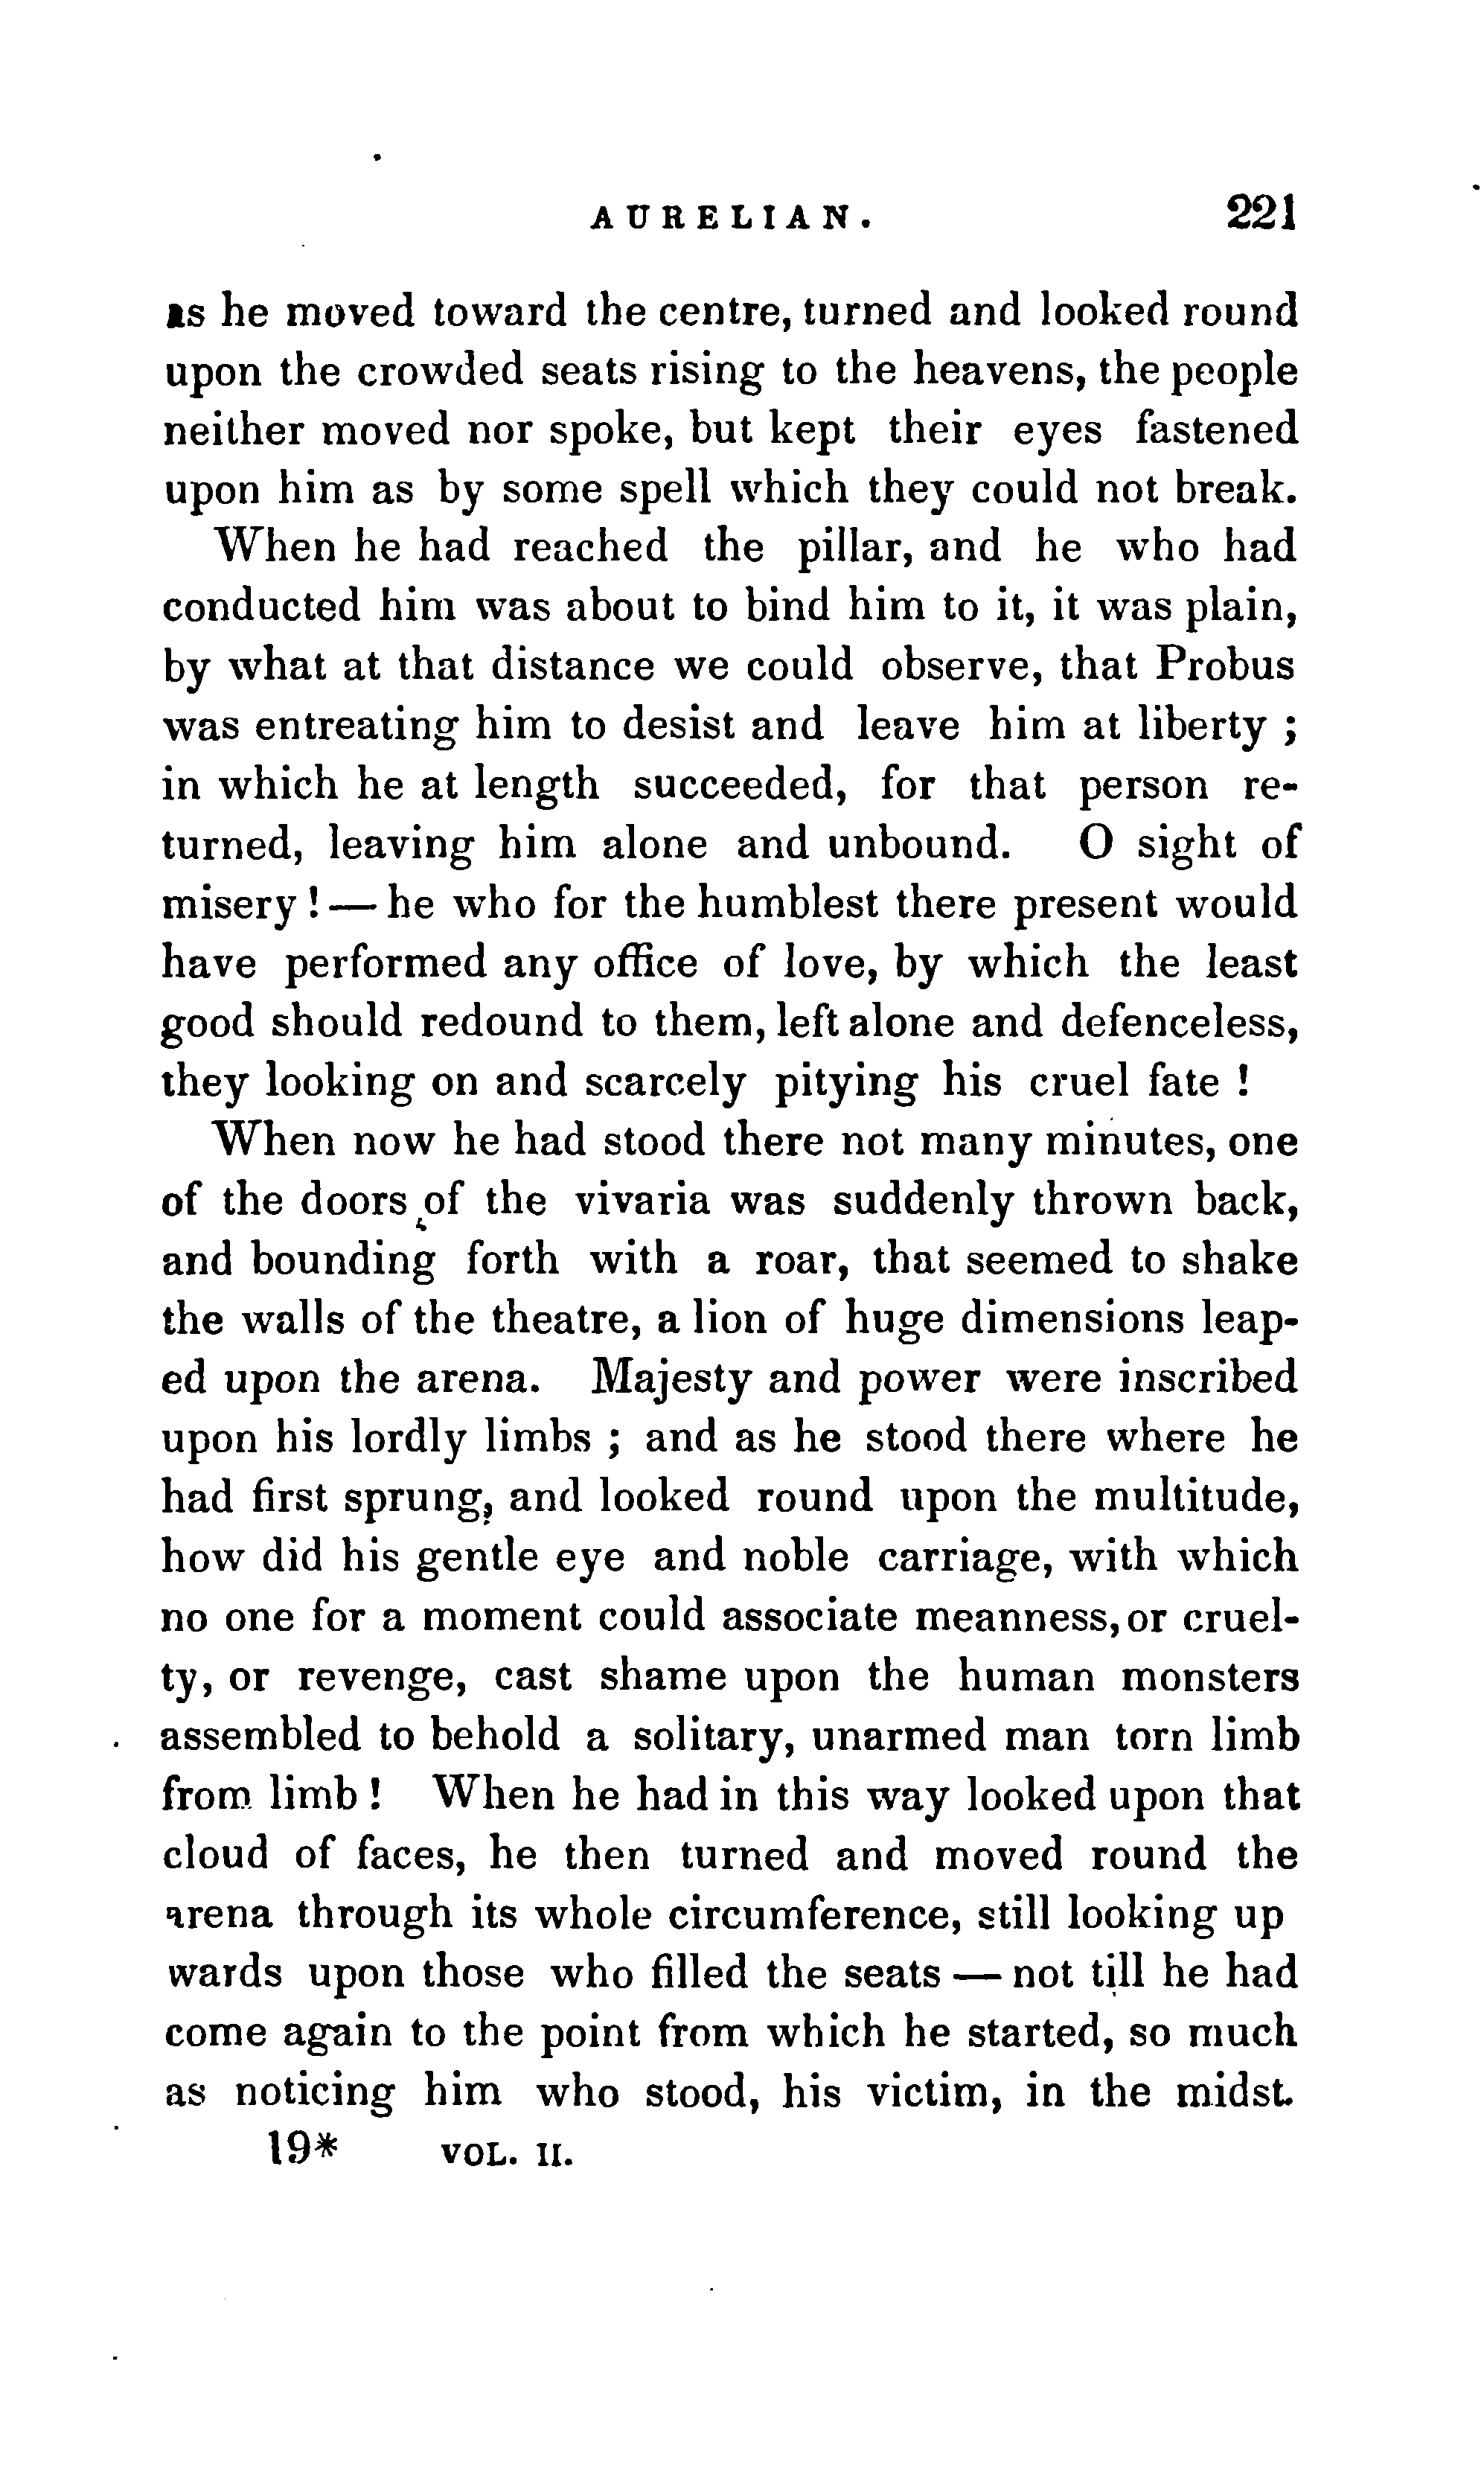 AURELIAN. 221
as he moved toward the centre, turned and looked round
upon the crowded seats rising to the heavens, the people
neither moved nor spoke, but kept their eyes fastened
upon him as by some spell which they could not break.
When he had reached the pillar, and he who had
conducted him was about to bind him to it, it was plain,
by what at that distance we could observe, that Probus
was entreating him to desist and leave him at liberty ;
in which he at length succeeded, for that person re-
turned, leaving him alone and unbound. O sight of
misery ! — he who for the humblest there present would
have performed any office of love, by which the least
good should redound to them, left alone and defenceless,
they looking on and scarcely pitying his cruel fate !
When now he had stood there not many minutes, one
of the doors of the vivaria was suddenly thrown back,
and bounding forth with a roar, that seemed to shake
the walls of the theatre, a lion of huge dimensions leap-
ed upon the arena. Majesty and power were inscribed
upon his lordly limbs ; and as he stood there where he
had first sprung, and looked round upon the multitude,
how did his gentle eye and noble carriage, with which
no one for a moment could associate meanness, or cruel-
ty, or revenge, cast shame upon the human monsters
assembled to behold a solitary, unarmed man torn limb
from limb ! When he had in this way looked upon that
cloud of faces, he then turned and moved round the
arena through its whole circumference, still looking up
wards upon those who filled the seats — not till he had
come again to the point from which he started, so much
as noticing him who stood, his victim, in the midst.
19* VOL. II.